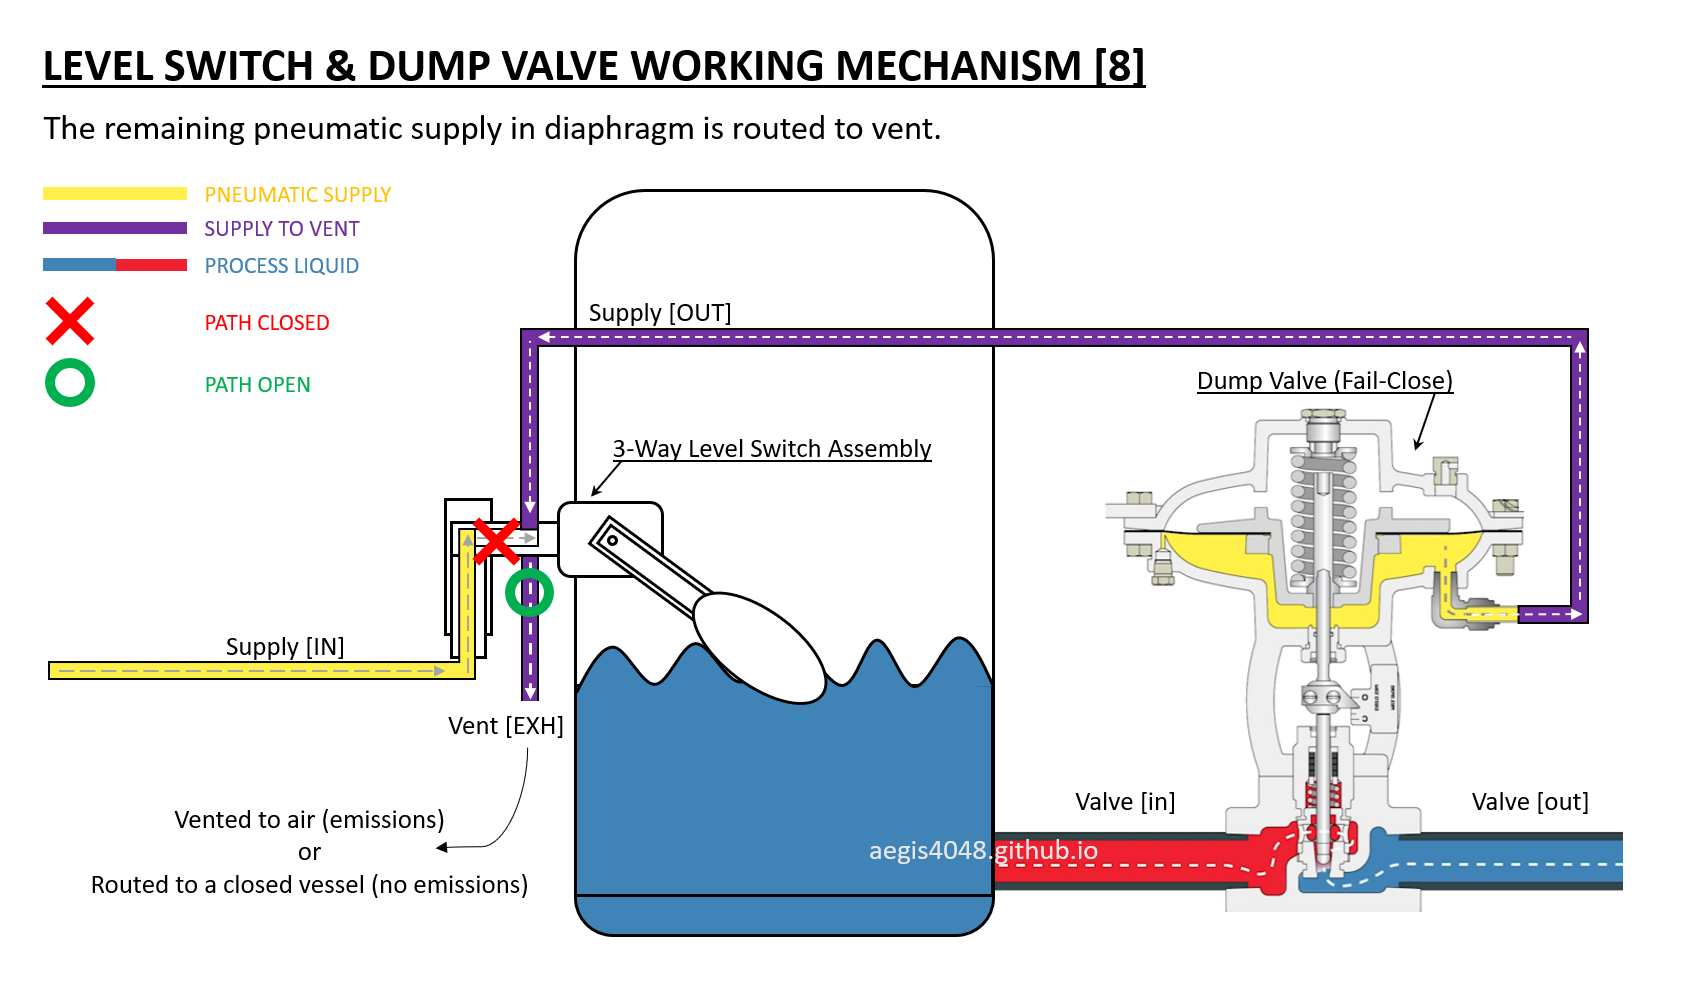 LEVEL SWITCH & DUMP VALVE WORKING MECHANISM [8]
The remaining pneumatic supply in diaphragm is routed to vent.
PNEUMATIC SUPPLY
SUPPLY TO VENT
PROCESS LIQUID
PATH CLOSED
PATH OPEN
Supply [OUT]
Dump Valve (Fail-Close)
3-Way Level Switch Assembly
Supply [IN]
Vent [EXH]
Vented to air (emissions)
or
Routed to a closed vessel (no emissions)
Valve [in]
Valve [out]
aegis4048.github.io